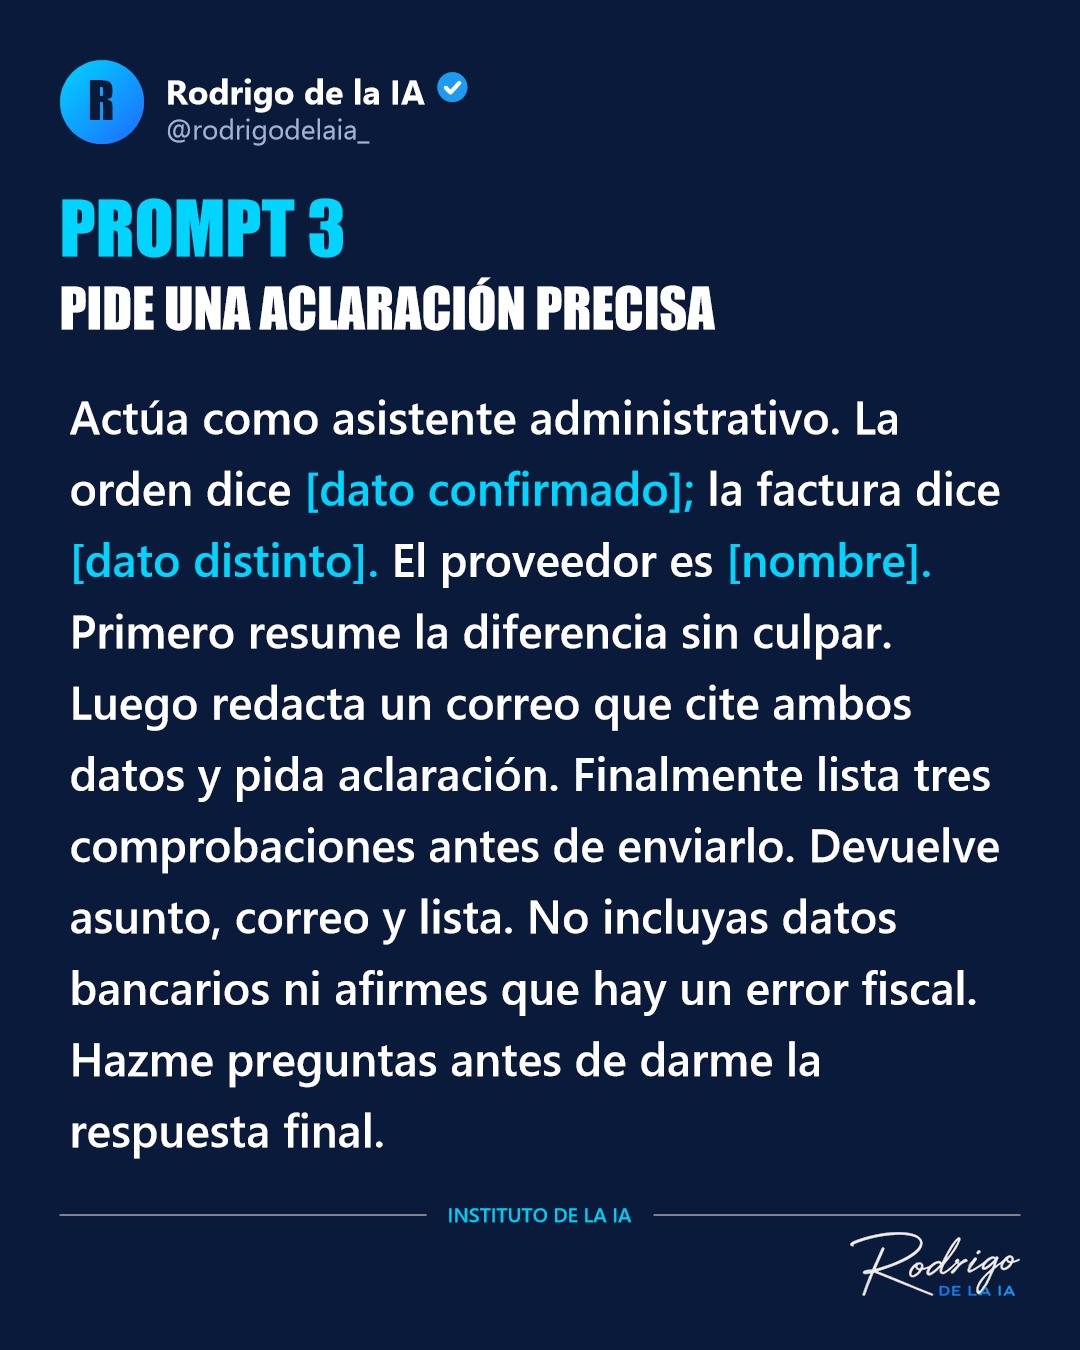 R
Rodrigo de la IA
@rodrigodelaia_
PROMPT 3
PIDE UNA ACLARACIÓN PRECISA
Actúa como asistente administrativo. La
orden dice [dato confirmado]; la factura dice
[dato distinto]. El proveedor es [nombre].
Primero resume la diferencia sin culpar.
Luego redacta un correo que cite ambos
datos y pida aclaración. Finalmente lista tres
comprobaciones antes de enviarlo. Devuelve
asunto, correo y lista. No incluyas datos
bancarios ni afirmes que hay un error fiscal.
Hazme preguntas antes de darme la
respuesta final.
INSTITUTO DE LA IA
Rodrigo
DE LA IA